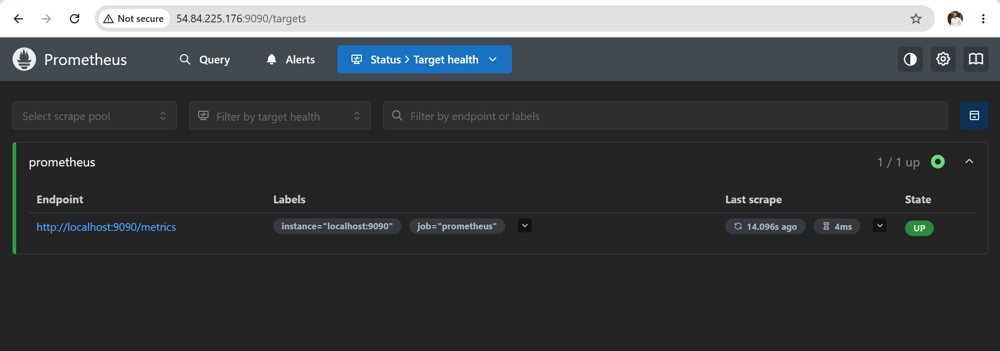 Not secure 54.84.225.176:9090/targets
Prometheus Query Alerts Status > Target health
Select scrape pool Filter by target health Filter by endpoint or labels
prometheus 1 / 1 up
Endpoint Labels Last scrape State
http://localhost:9090/metrics instance="localhost:9090" job="prometheus" 14.096s ago 4ms UP